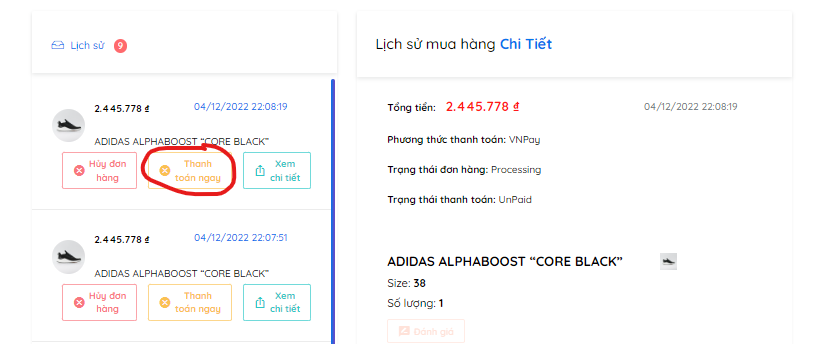 Lịch sử 9
2.445.778 ₫ 04/12/2022 22:08:19
ADIDAS ALPHABOOST “CORE BLACK”
Hủy đơn hàng
Thanh toán ngay
Xem chi tiết
2.445.778 ₫ 04/12/2022 22:07:51
ADIDAS ALPHABOOST “CORE BLACK”
Hủy đơn hàng
Thanh toán ngay
Xem chi tiết
Lịch sử mua hàng Chi Tiết
Tổng tiền: 2.445.778 ₫ 04/12/2022 22:08:19
Phương thức thanh toán: VNPay
Trạng thái đơn hàng: Processing
Trạng thái thanh toán: UnPaid
ADIDAS ALPHABOOST “CORE BLACK”
Size: 38
Số lượng: 1
Đánh giá